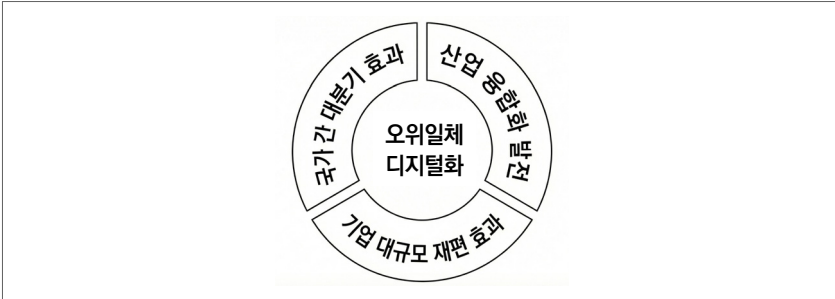 국가 간 대분기 효과
산업 융합화 발전
오위일체
디지털화
기업 대규모 재편 효과